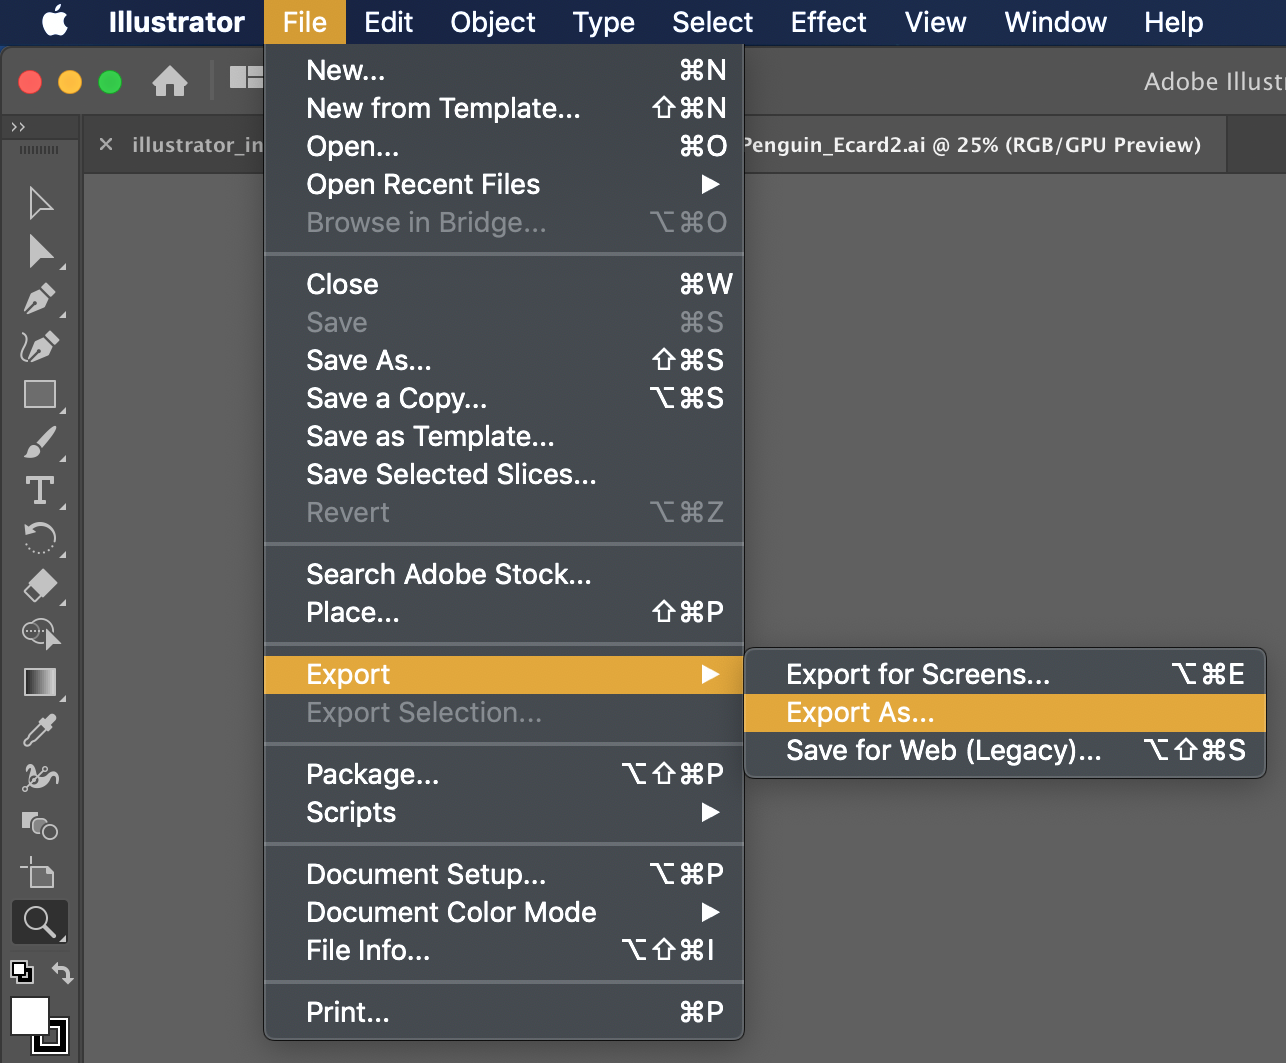 Illustrator File Edit Object Type Select Effect View Window Help
Adobe Illustr
× illustrator_in
Penguin_Ecard2.ai @ 25% (RGB/GPU Preview)
New... ⌘N
New from Template... ⇧⌘N
Open... ⌘O
Open Recent Files ▶
Browse in Bridge... ⌥⌘O
Close ⌘W
Save ⌘S
Save As... ⇧⌘S
Save a Copy... ⌥⌘S
Save as Template...
Save Selected Slices...
Revert ⌥⌘Z
Search Adobe Stock...
Place... ⇧⌘P
Export ▶
Export Selection...
Export for Screens... ⌥⌘E
Export As...
Save for Web (Legacy)... ⌥⇧⌘S
Package... ⌥⇧⌘P
Scripts ▶
Document Setup... ⌥⌘P
Document Color Mode ▶
File Info... ⌥⇧⌘I
Print... ⌘P